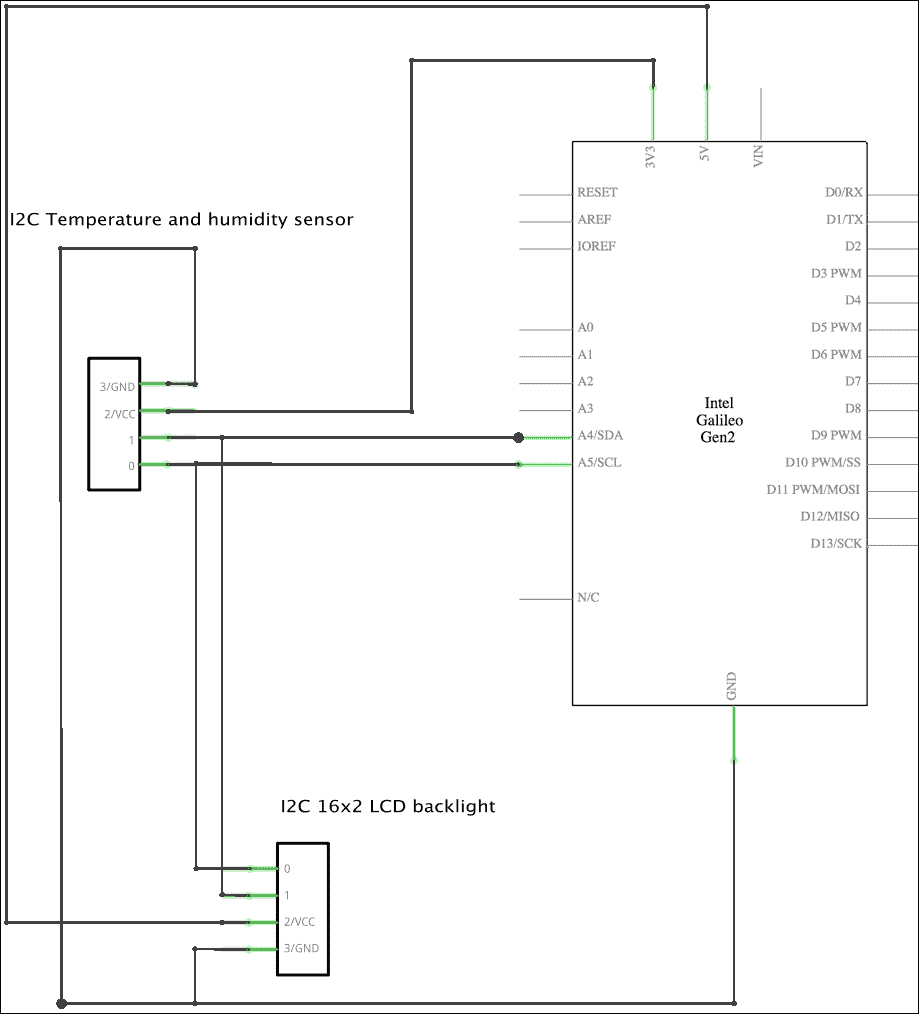 3V3
5V
VIN
RESET
AREF
IOREF
A0
A1
A2
A3
A4/SDA
A5/SCL
N/C
D0/RX
D1/TX
D2
D3 PWM
D4
D5 PWM
D6 PWM
D7
D8
D9 PWM
D10 PWM/SS
D11 PWM/MOSI
D12/MISO
D13/SCK
Intel
Galileo
Gen2
GND
I2C Temperature and humidity sensor
3/GND
2/VCC
1
0
I2C 16x2 LCD backlight
0
1
2/VCC
3/GND